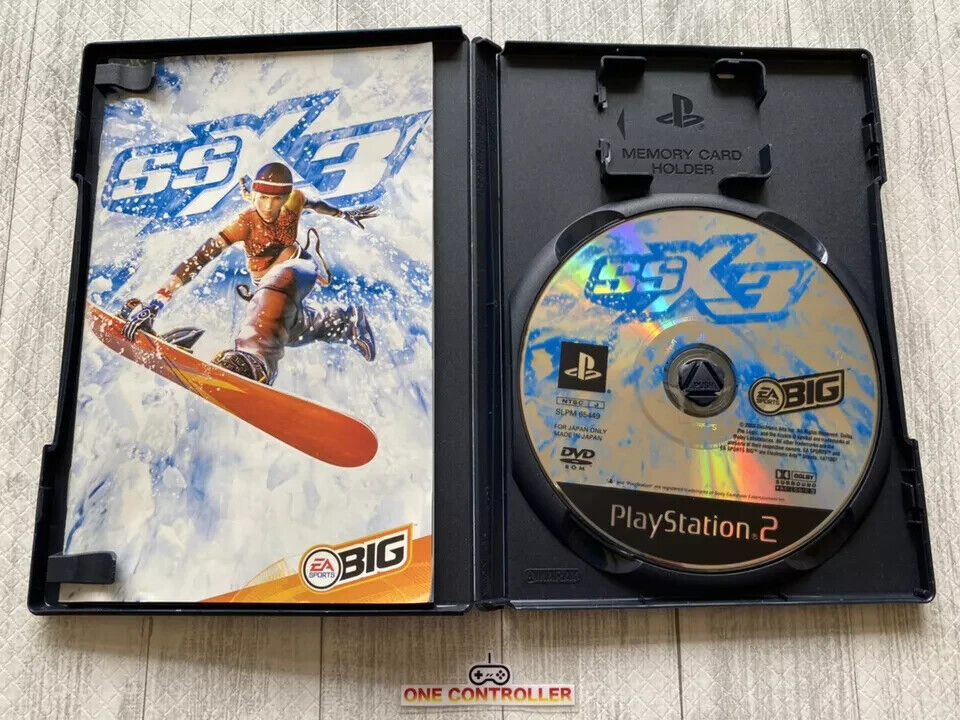 SSX3
EA
SPORTS
BIG
MEMORY CARD
HOLDER
SSX3
NTSC J
SLPM 65449
FOR JAPAN ONLY
MADE IN JAPAN
DVD
ROM
PUSH
EA
SPORTS
BIG
DOLBY
SURROUND
PlayStation®2
ONE CONTROLLER